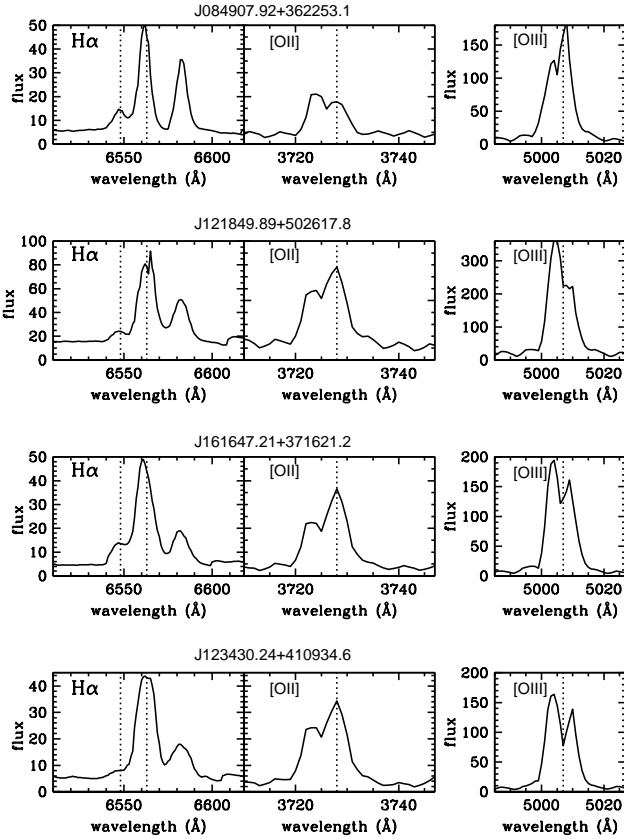 J084907.92+362253.1
Hα
[OII]
[OIII]
flux
50
40
30
20
10
0
6550
6600
wavelength (Å)
3720
3740
wavelength (Å)
flux
150
100
50
0
5000
5020
wavelength (Å)
J121849.89+502617.8
Hα
[OII]
[OIII]
flux
100
80
60
40
20
0
6550
6600
wavelength (Å)
3720
3740
wavelength (Å)
flux
300
200
100
0
5000
5020
wavelength (Å)
J161647.21+371621.2
Hα
[OII]
[OIII]
flux
50
40
30
20
10
0
6550
6600
wavelength (Å)
3720
3740
wavelength (Å)
flux
200
150
100
50
0
5000
5020
wavelength (Å)
J123430.24+410934.6
Hα
[OII]
[OIII]
flux
40
30
20
10
0
6550
6600
wavelength (Å)
3720
3740
wavelength (Å)
flux
200
150
100
50
0
5000
5020
wavelength (Å)